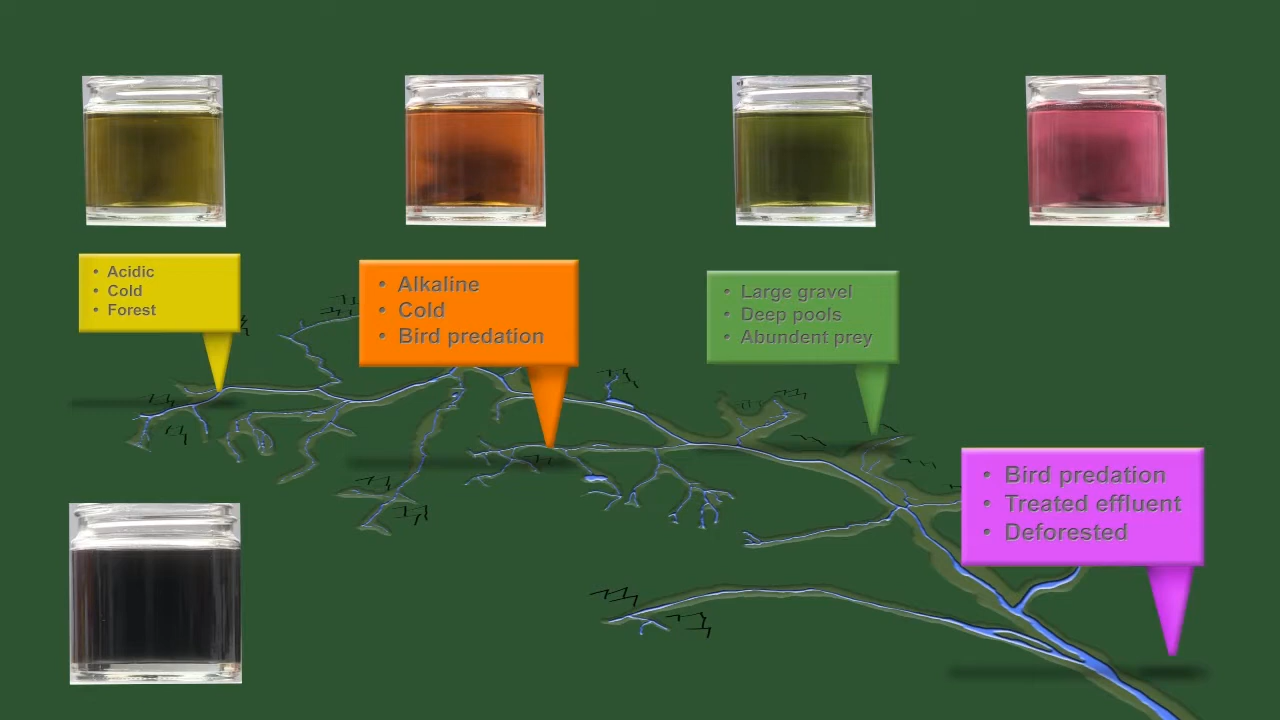 • Acidic
• Cold
• Forest
• Alkaline
• Cold
• Bird predation
• Large gravel
• Deep pools
• Abundent prey
• Bird predation
• Treated effluent
• Deforested